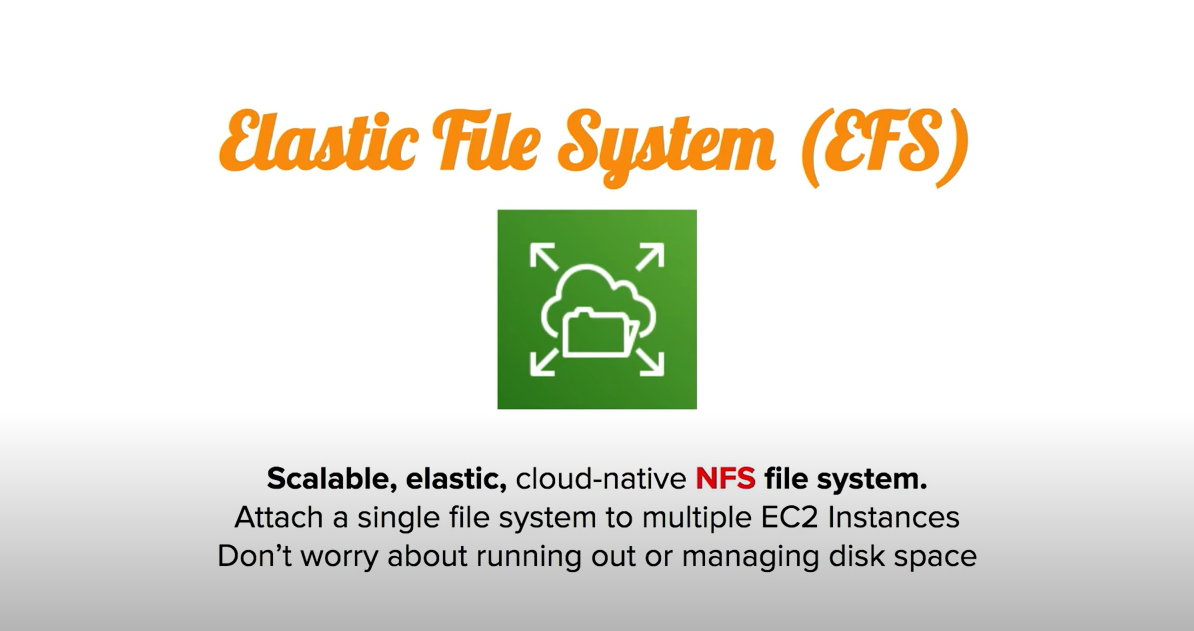 Elastic File System (EFS)
Scalable, elastic, cloud-native NFS file system.
Attach a single file system to multiple EC2 Instances
Don’t worry about running out or managing disk space